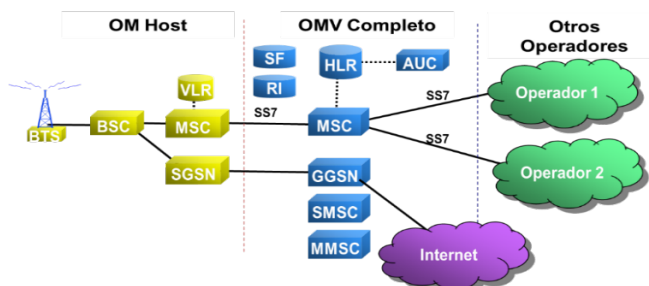 OM Host
OMV Completo
Otros
Operadores
SF
HLR
AUC
VLR
RI
Operador 1
BTS
BSC
MSC
SS7
MSC
SS7
SS7
Operador 2
SGSN
GGSN
SMSC
MMSC
Internet